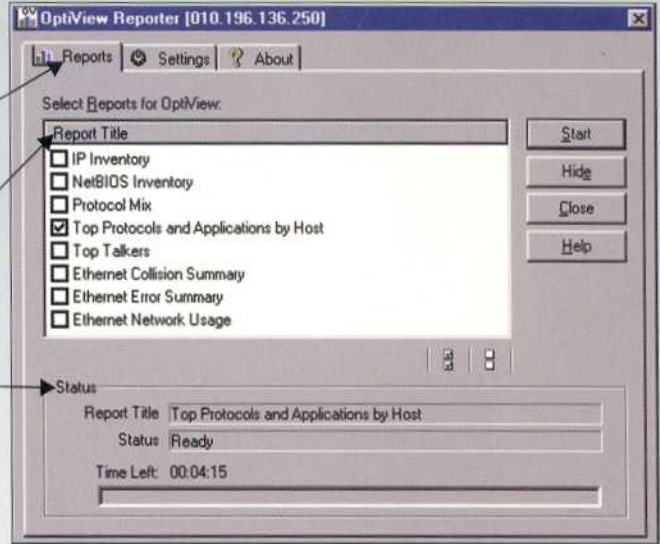 OptiView Reporter [010.196.136.250]
Reports
Settings
About
Select Reports for OptiView:
Report Title
IP Inventory
NetBIOS Inventory
Protocol Mix
Top Protocols and Applications by Host
Top Talkers
Ethernet Collision Summary
Ethernet Error Summary
Ethernet Network Usage
Start
Hide
Close
Help
Status
Report Title Top Protocols and Applications by Host
Status Ready
Time Left: 00:04:15